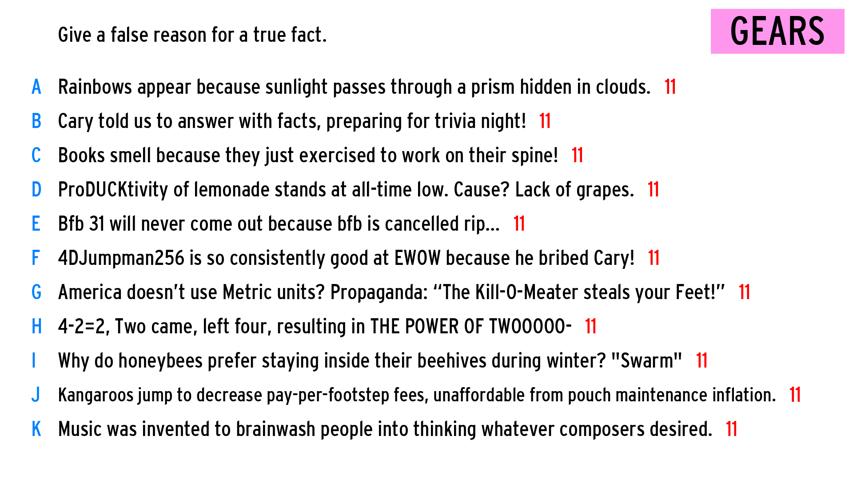 Give a false reason for a true fact.
GEARS
A Rainbows appear because sunlight passes through a prism hidden in clouds. 11
B Cary told us to answer with facts, preparing for trivia night! 11
C Books smell because they just exercised to work on their spine! 11
D ProDUCKtivity of lemonade stands at all-time low. Cause? Lack of grapes. 11
E Bfb 31 will never come out because bfb is cancelled rip... 11
F 4DJumpman256 is so consistently good at EWOW because he bribed Cary! 11
G America doesn't use Metric units? Propaganda: “The Kill-O-Meater steals your Feet!” 11
H 4-2=2, Two came, left four, resulting in THE POWER OF TWOOOOO- 11
I Why do honeybees prefer staying inside their beehives during winter? "Swarm" 11
J Kangaroos jump to decrease pay-per-footstep fees, unaffordable from pouch maintenance inflation. 11
K Music was invented to brainwash people into thinking whatever composers desired. 11